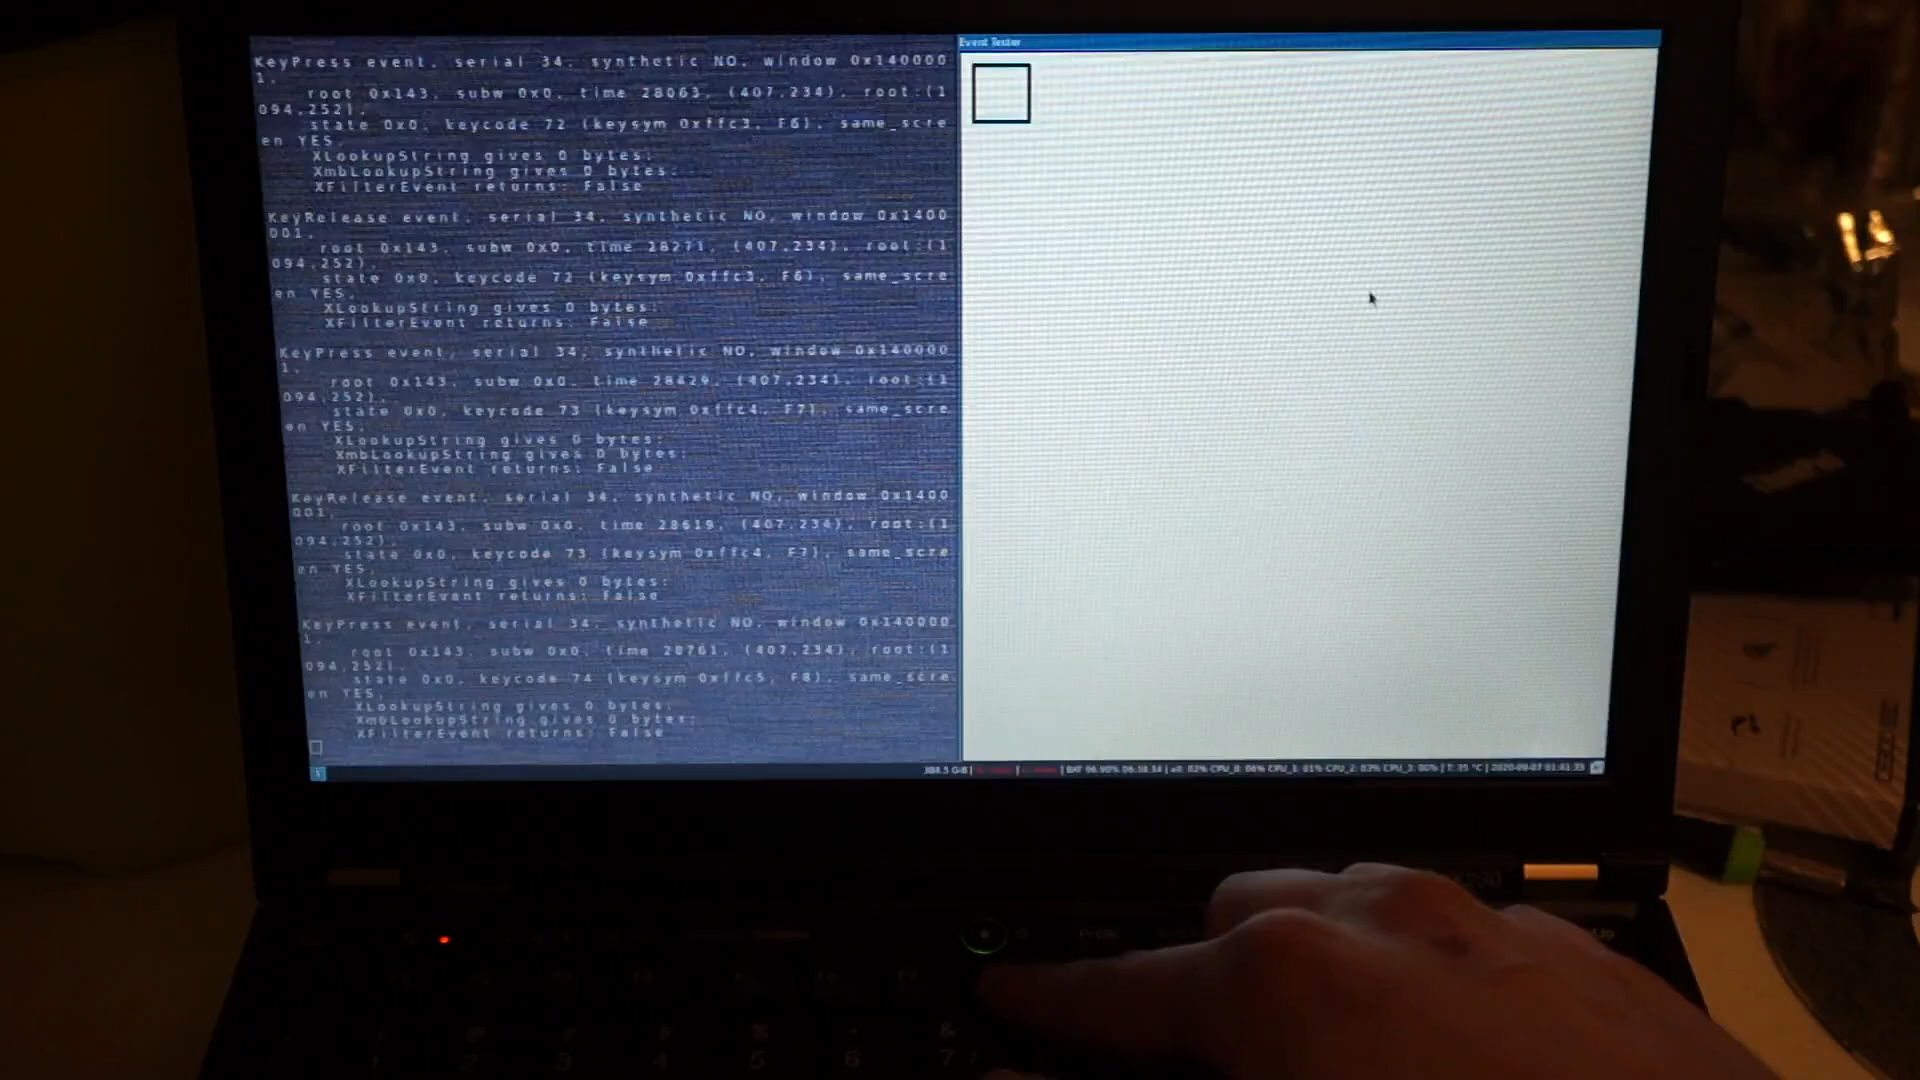 Event Tester
KeyPress event, serial 34, synthetic NO, window 0x140000
1,
root 0x143, subw 0x0, time 28063, (407,234), root:(1
094,252),
state 0x0, keycode 72 (keysym 0xffc3, F6), same_scre
en YES,
XLookupString gives 0 bytes:
XmbLookupString gives 0 bytes:
XFilterEvent returns: False
KeyRelease event, serial 34, synthetic NO, window 0x1400
001,
root 0x143, subw 0x0, time 28271, (407,234), root:(1
094,252),
state 0x0, keycode 72 (keysym 0xffc3, F6), same_scre
en YES,
XLookupString gives 0 bytes:
XFilterEvent returns: False
KeyPress event, serial 34, synthetic NO, window 0x140000
1,
root 0x143, subw 0x0, time 28429, (407,234), root:(1
094,252),
state 0x0, keycode 73 (keysym 0xffc4, F7), same_scre
en YES,
XLookupString gives 0 bytes:
XmbLookupString gives 0 bytes:
XFilterEvent returns: False
KeyRelease event, serial 34, synthetic NO, window 0x1400
001,
root 0x143, subw 0x0, time 28619, (407,234), root:(1
094,252),
state 0x0, keycode 73 (keysym 0xffc4, F7), same_scre
en YES,
XLookupString gives 0 bytes:
XFilterEvent returns: False
KeyPress event, serial 34, synthetic NO, window 0x140000
1,
root 0x143, subw 0x0, time 28761, (407,234), root:(1
094,252),
state 0x0, keycode 74 (keysym 0xffc5, F8), same_scre
en YES,
XLookupString gives 0 bytes:
XmbLookupString gives 0 bytes:
XFilterEvent returns: False
2 3 4 5 6 7